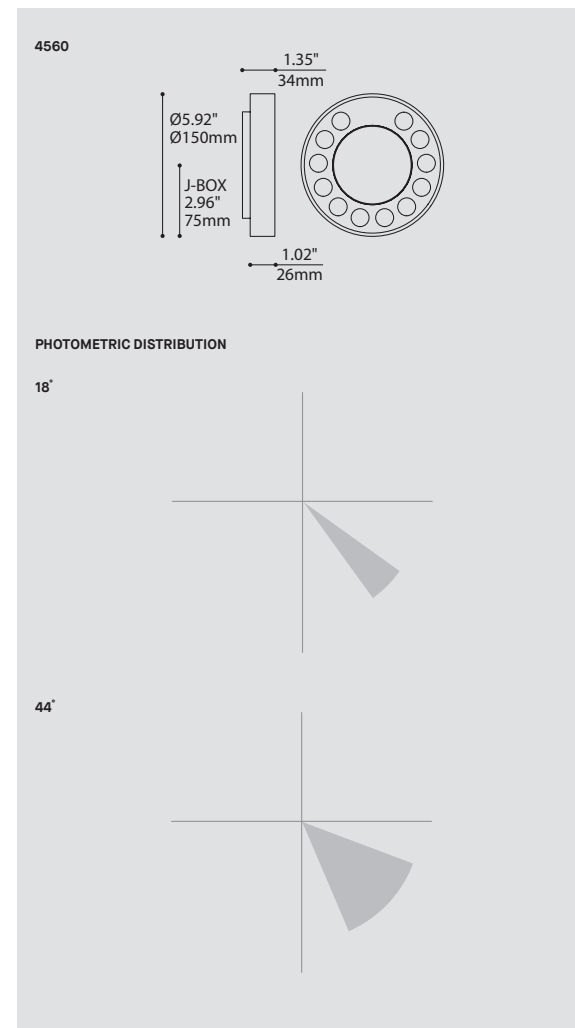 4560
1.35"
34mm
Ø5.92"
Ø150mm
J-BOX
2.96"
75mm
1.02"
26mm
PHOTOMETRIC DISTRIBUTION
18°
44°